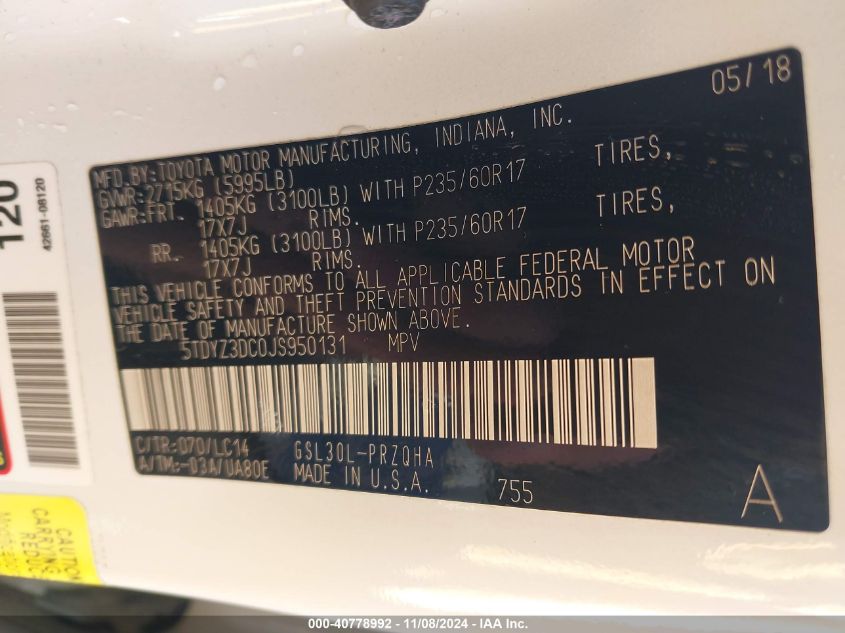 05/18
MFD.BY:TOYOTA MOTOR MANUFACTURING, INDIANA, INC.
GVWR:2715KG (5995LB)
GAWR:FRT. 1405KG (3100LB) WITH P235/60R17 TIRES,
17X7J RIMS.
RR. 1405KG (3100LB) WITH P235/60R17 TIRES,
17X7J RIMS.
THIS VEHICLE CONFORMS TO ALL APPLICABLE FEDERAL MOTOR
VEHICLE SAFETY AND THEFT PREVENTION STANDARDS IN EFFECT ON
THE DATE OF MANUFACTURE SHOWN ABOVE.
5TDYZ3DC0JS950131 MPV
C/TR:070/LC14 GSL30L-PRZQHA
A/TM:-03A/UA80E MADE IN U.S.A. 755
A
120
42661-08120
CAUTION
CARRYING
000-40778992 - 11/08/2024 - IAA Inc.